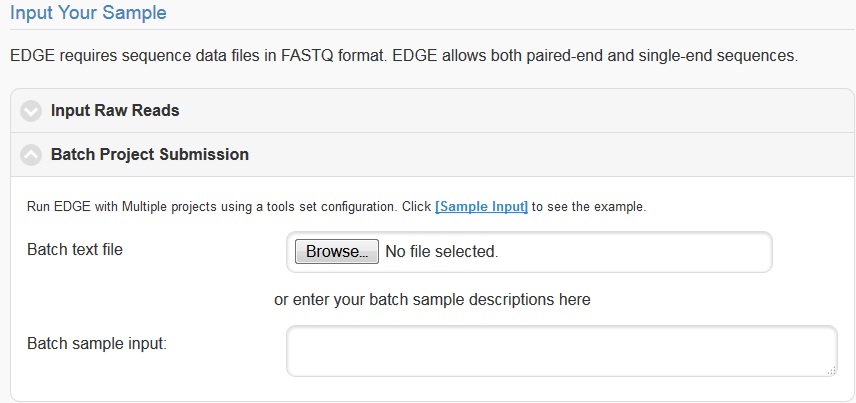 Input Your Sample
EDGE requires sequence data files in FASTQ format. EDGE allows both paired-end and single-end sequences.
Input Raw Reads
Batch Project Submission
Run EDGE with Multiple projects using a tools set configuration. Click [Sample Input] to see the example.
Batch text file
Browse... No file selected.
or enter your batch sample descriptions here
Batch sample input: